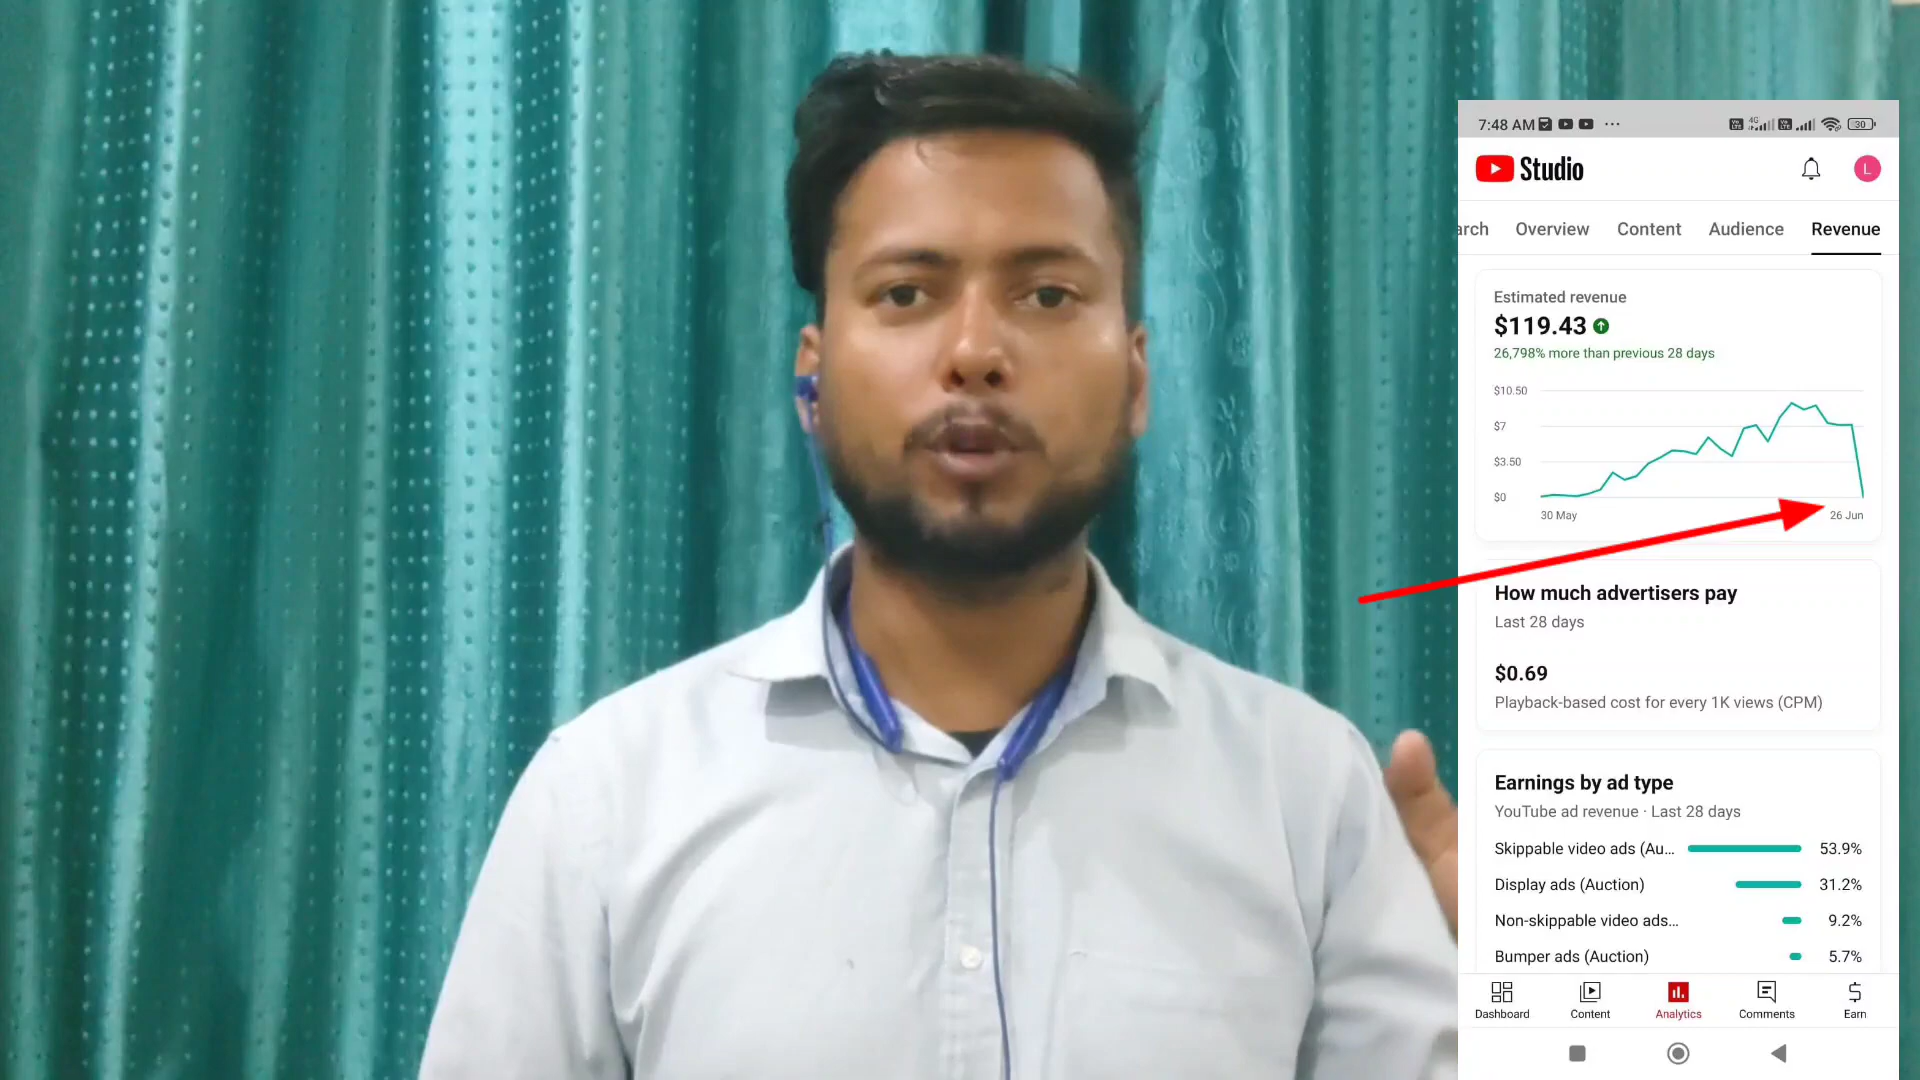 7:48 AM
4G
30
Studio
L
arch Overview Content Audience Revenue
Estimated revenue
$119.43
26,798% more than previous 28 days
$10.50
$7
$3.50
$0
30 May 26 Jun
How much advertisers pay
Last 28 days
$0.69
Playback-based cost for every 1K views (CPM)
Earnings by ad type
YouTube ad revenue · Last 28 days
Skippable video ads (Au... 53.9%
Display ads (Auction) 31.2%
Non-skippable video ads... 9.2%
Bumper ads (Auction) 5.7%
Dashboard Content Analytics Comments Earn